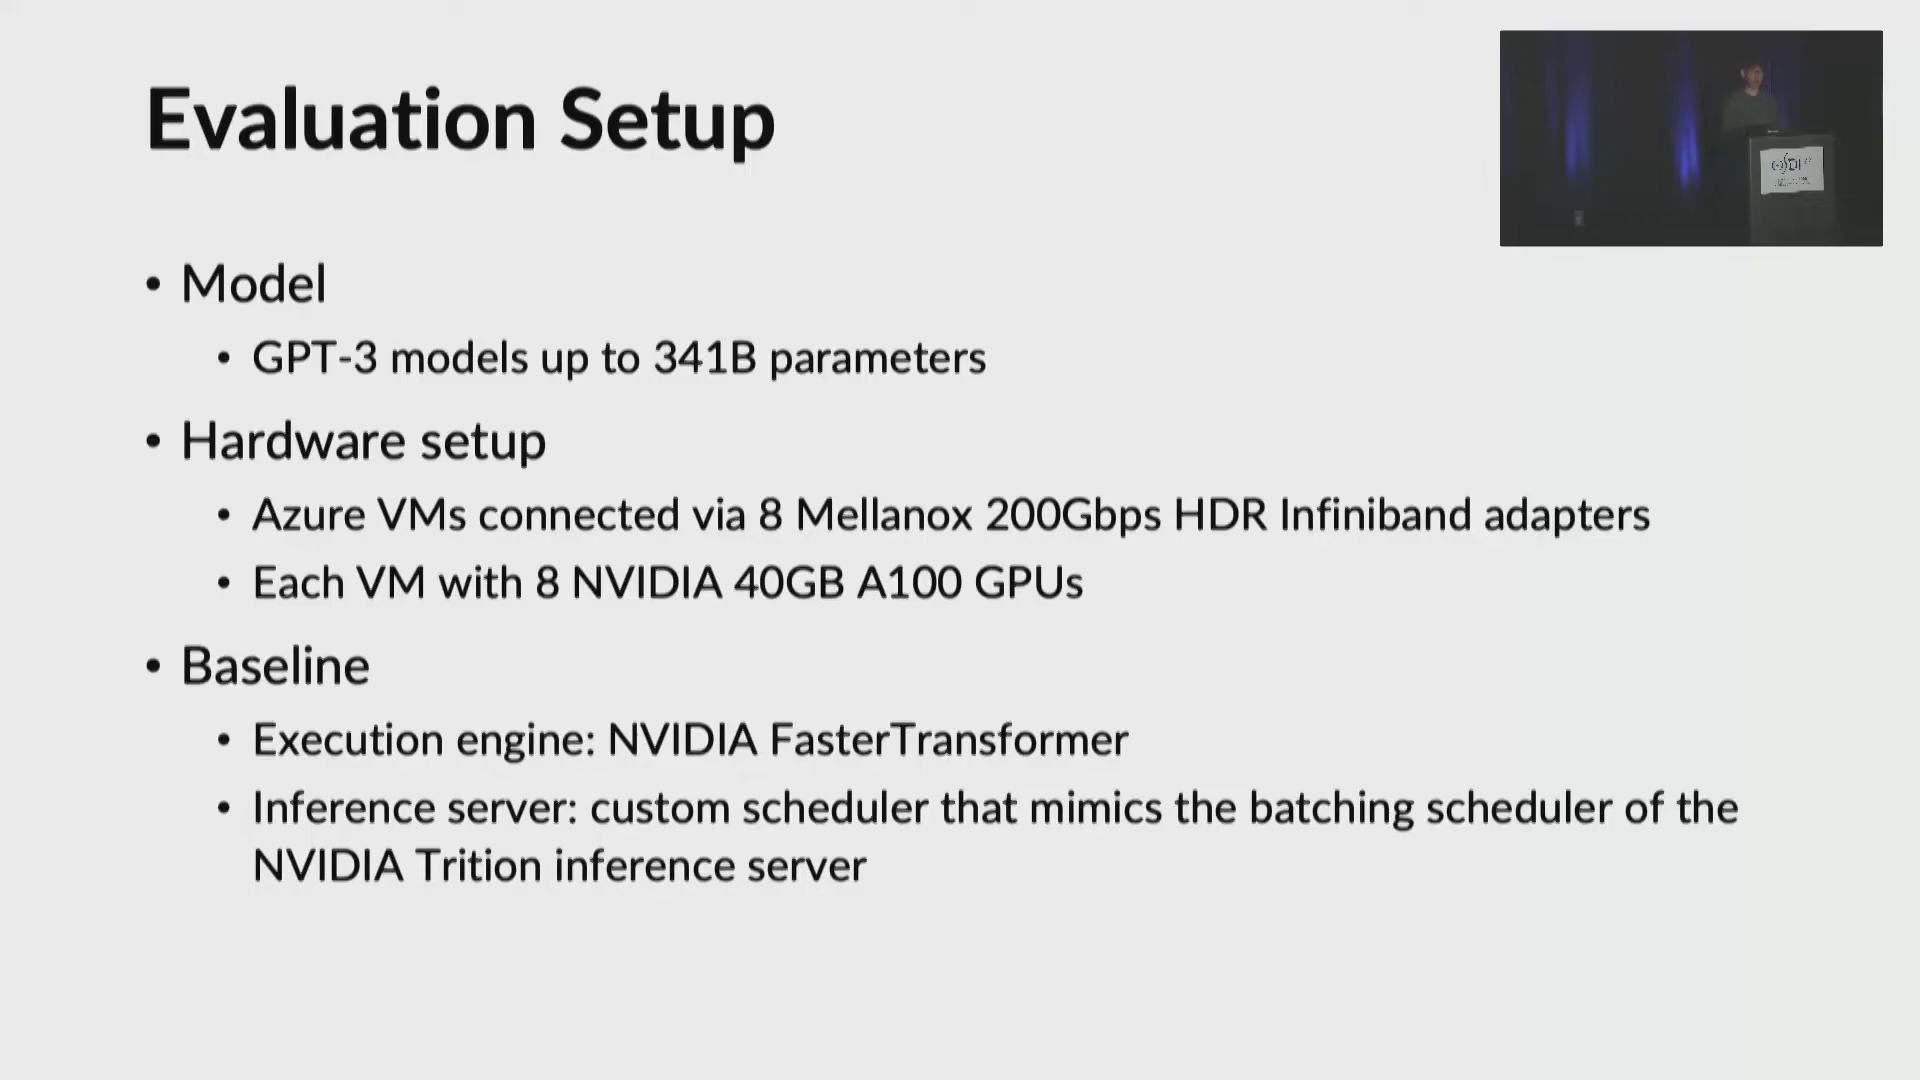 Evaluation Setup
• Model
• GPT-3 models up to 341B parameters
• Hardware setup
• Azure VMs connected via 8 Mellanox 200Gbps HDR Infiniband adapters
• Each VM with 8 NVIDIA 40GB A100 GPUs
• Baseline
• Execution engine: NVIDIA FasterTransformer
• Inference server: custom scheduler that mimics the batching scheduler of the
NVIDIA Trition inference server